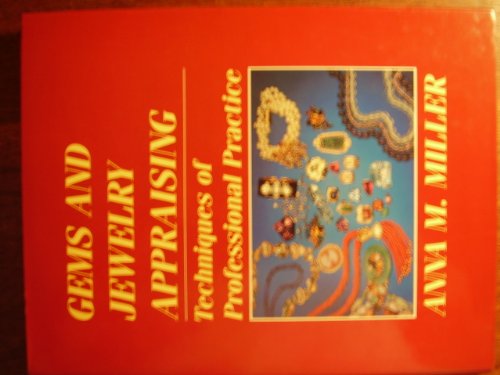 GEMS AND
JEWELRY
APPRAISING
Techniques of
Professional Practice
ANNA M. MILLER